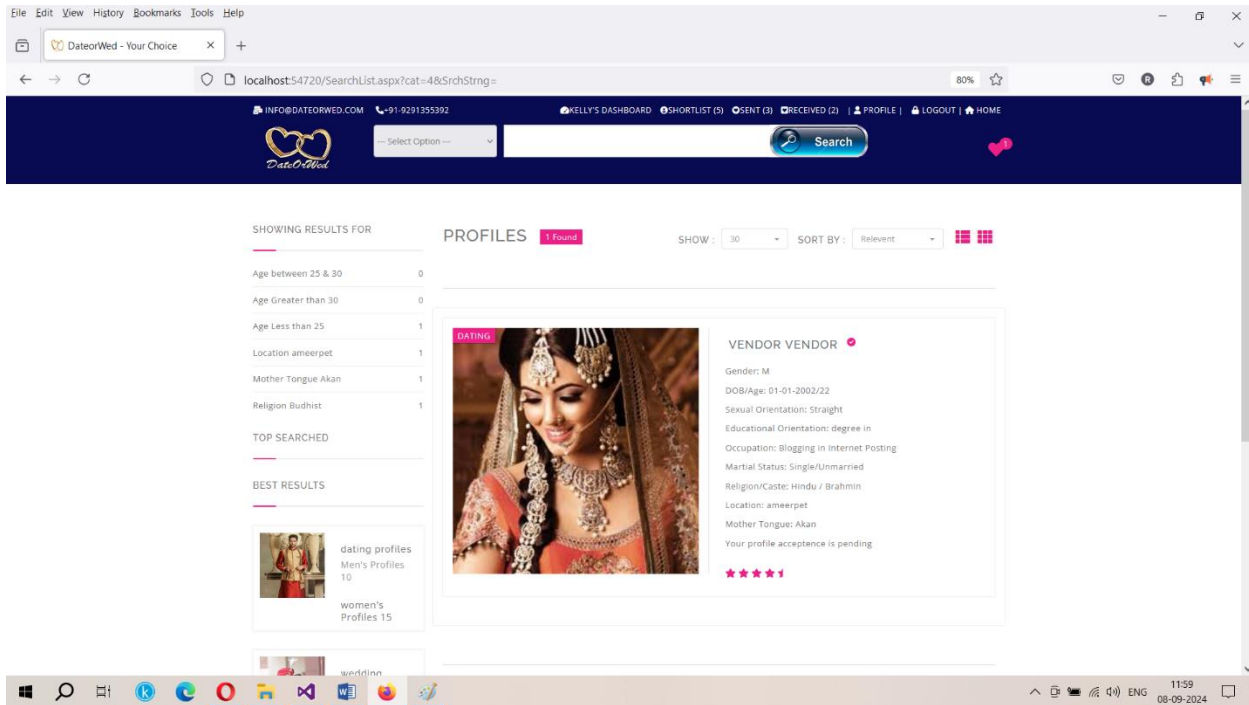 File Edit View History Bookmarks Tools Help
DateorWed - Your Choice
localhost:54720/SearchList.aspx?cat=4&SrchStrng=
80%
INFO@DATEORWED.COM +91-9291355392 KELLY'S DASHBOARD SHORTLIST (5) SENT (3) RECEIVED (2) | PROFILE | LOGOUT | HOME
DateOrWed
--- Select Option ---
Search
1
SHOWING RESULTS FOR
Age between 25 & 30 0
Age Greater than 30 0
Age Less than 25 1
Location ameerpet 1
Mother Tongue Akan 1
Religion Budhist 1
TOP SEARCHED
BEST RESULTS
dating profiles
Men's Profiles
10
women's
Profiles 15
wedding
PROFILES 1 Found
SHOW : 30 SORT BY : Relevent
DATING
VENDOR VENDOR
Gender: M
DOB/Age: 01-01-2002/22
Sexual Orientation: Straight
Educational Orientation: degree in
Occupation: Blogging in Internet Posting
Martial Status: Single/Unmarried
Religion/Caste: Hindu / Brahmin
Location: ameerpet
Mother Tongue: Akan
Your profile acceptence is pending
ENG 11:59
08-09-2024